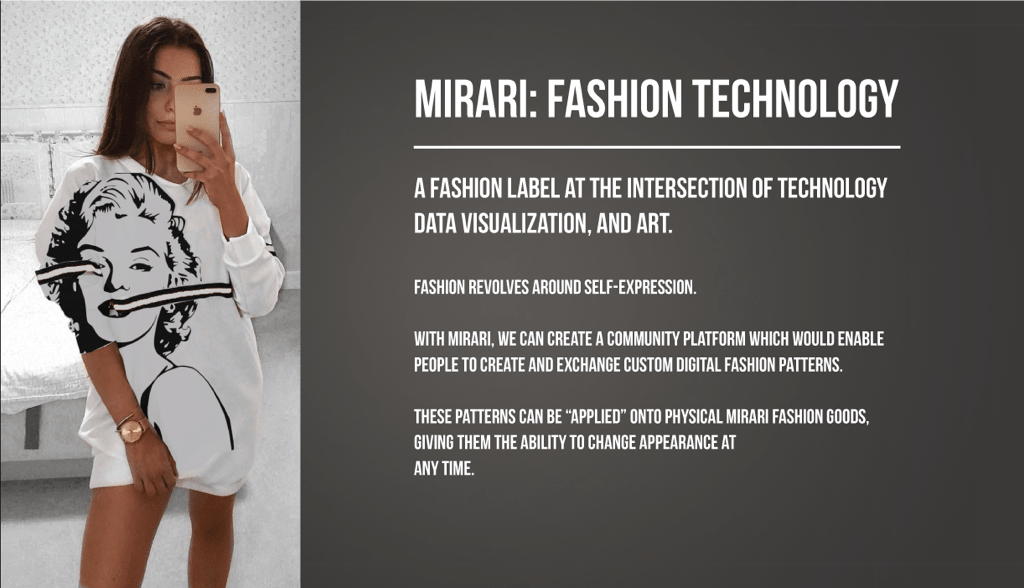 MIRARI: FASHION TECHNOLOGY
A FASHION LABEL AT THE INTERSECTION OF TECHNOLOGY
DATA VISUALIZATION, AND ART.
FASHION REVOLVES AROUND SELF-EXPRESSION.
WITH MIRARI, WE CAN CREATE A COMMUNITY PLATFORM WHICH WOULD ENABLE
PEOPLE TO CREATE AND EXCHANGE CUSTOM DIGITAL FASHION PATTERNS.
THESE PATTERNS CAN BE “APPLIED” ONTO PHYSICAL MIRARI FASHION GOODS,
GIVING THEM THE ABILITY TO CHANGE APPEARANCE AT
ANY TIME.